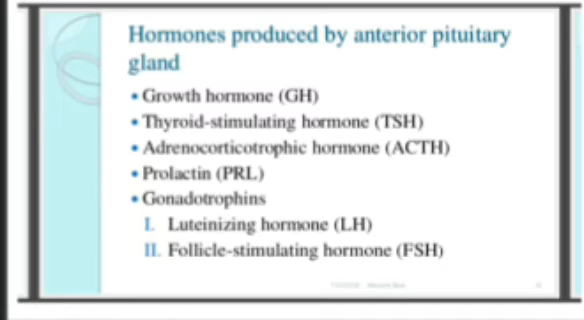 Hormones produced by anterior pituitary
gland
• Growth hormone (GH)
• Thyroid-stimulating hormone (TSH)
• Adrenocorticotrophic hormone (ACTH)
• Prolactin (PRL)
• Gonadotrophins
I. Luteinizing hormone (LH)
II. Follicle-stimulating hormone (FSH)